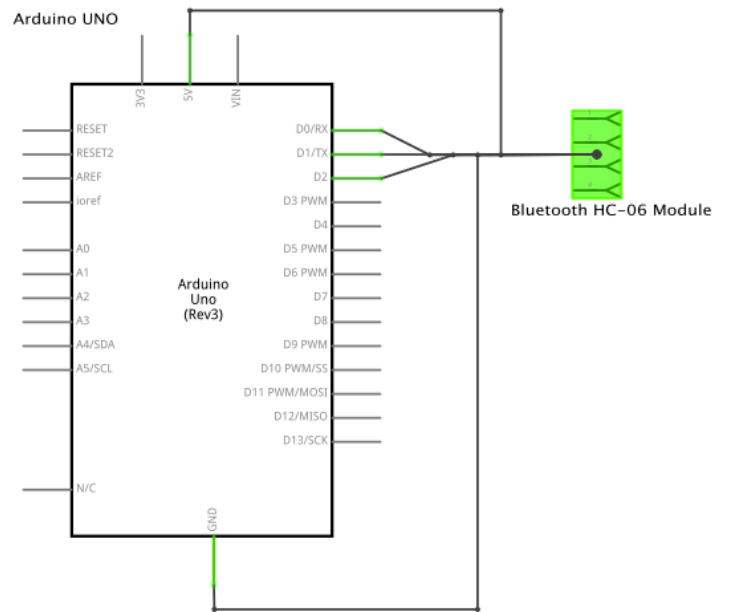 Arduino UNO
3V3
5V
VIN
RESET
RESET2
AREF
ioref
A0
A1
A2
A3
A4/SDA
A5/SCL
N/C
Arduino
Uno
(Rev3)
D0/RX
D1/TX
D2
D3 PWM
D4
D5 PWM
D6 PWM
D7
D8
D9 PWM
D10 PWM/SS
D11 PWM/MOSI
D12/MISO
D13/SCK
GND
Bluetooth HC-06 Module